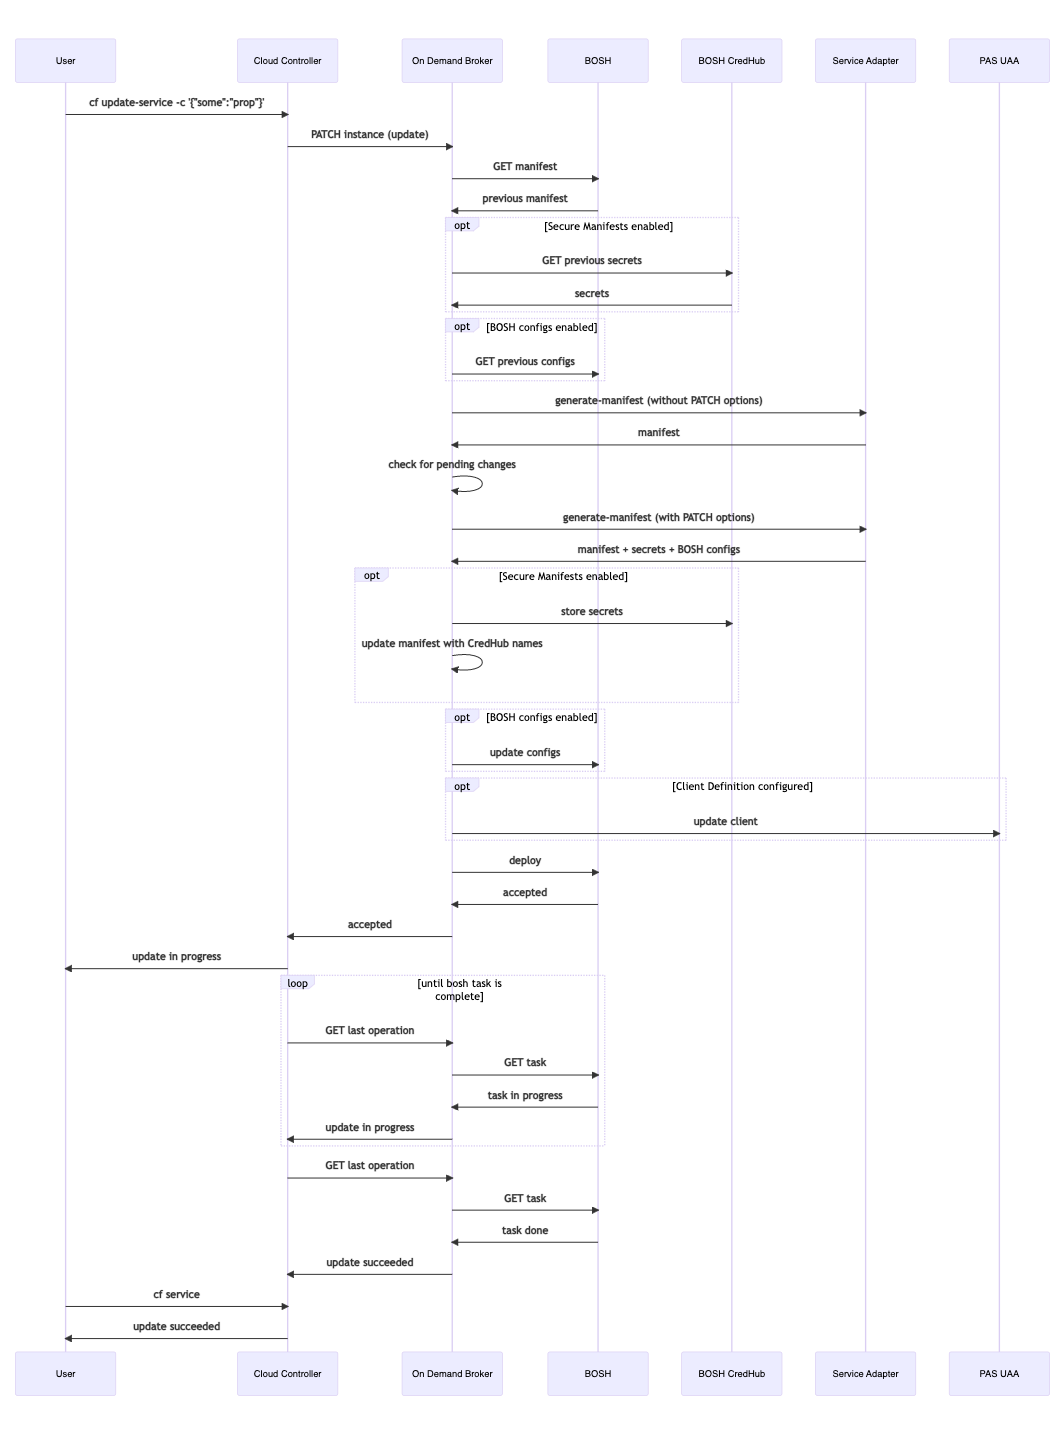 User
Cloud Controller
On Demand Broker
BOSH
BOSH CredHub
Service Adapter
PAS UAA
cf update-service -c '{"some":"prop"}'
PATCH instance (update)
GET manifest
previous manifest
opt
[Secure Manifests enabled]
GET previous secrets
secrets
opt
[BOSH configs enabled]
GET previous configs
generate-manifest (without PATCH options)
manifest
check for pending changes
generate-manifest (with PATCH options)
manifest + secrets + BOSH configs
opt
[Secure Manifests enabled]
store secrets
update manifest with CredHub names
opt
[BOSH configs enabled]
update configs
opt
[Client Definition configured]
update client
deploy
accepted
accepted
update in progress
loop
[until bosh task is
complete]
GET last operation
GET task
task in progress
update in progress
GET last operation
GET task
task done
update succeeded
cf service
update succeeded
User
Cloud Controller
On Demand Broker
BOSH
BOSH CredHub
Service Adapter
PAS UAA